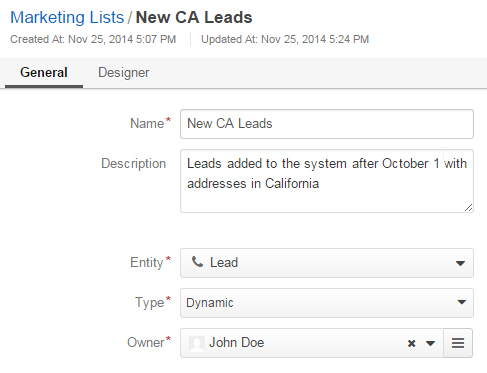 Marketing Lists / New CA Leads
Created At: Nov 25, 2014 5:07 PM Updated At: Nov 25, 2014 5:24 PM
General Designer
Name* New CA Leads
Description Leads added to the system after October 1 with
addresses in California
Entity* Lead
Type* Dynamic
Owner* John Doe